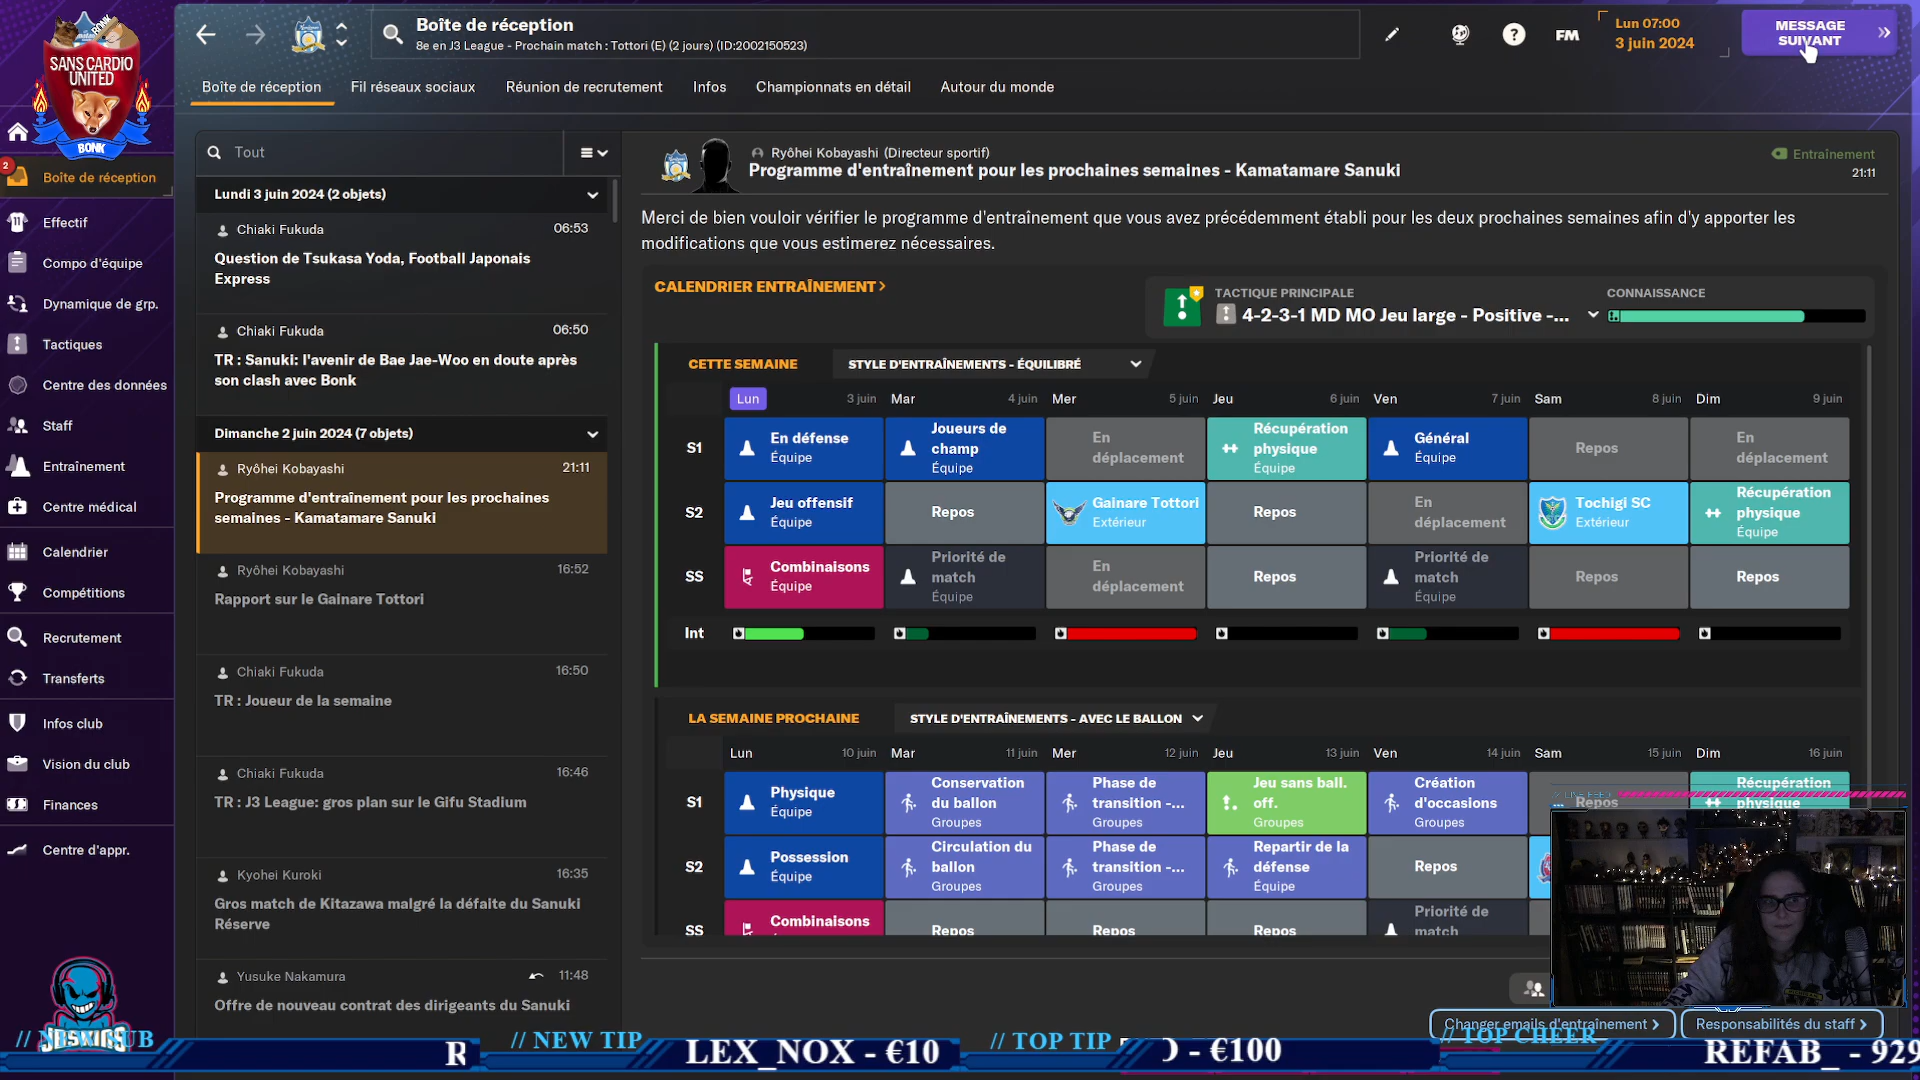 BONK
SANS CARDIO
UNITED
BONK
Boîte de réception
8e en J3 League - Prochain match : Tottori (E) (2 jours) (ID:2002150523)
FM
Lun 07:00
3 juin 2024
MESSAGE
SUIVANT
Boîte de réception
Fil réseaux sociaux
Réunion de recrutement
Infos
Championnats en détail
Autour du monde
2
Boîte de réception
Effectif
Compo d'équipe
Dynamique de grp.
Tactiques
Centre des données
Staff
Entraînement
Centre médical
Calendrier
Compétitions
Recrutement
Transferts
Infos club
Vision du club
Finances
Centre d'appr.
Tout
Lundi 3 juin 2024 (2 objets)
Chiaki Fukuda 06:53
Question de Tsukasa Yoda, Football Japonais
Express
Chiaki Fukuda 06:50
TR : Sanuki: l'avenir de Bae Jae-Woo en doute après
son clash avec Bonk
Dimanche 2 juin 2024 (7 objets)
Ryôhei Kobayashi 21:11
Programme d'entraînement pour les prochaines
semaines - Kamatamare Sanuki
Ryôhei Kobayashi 16:52
Rapport sur le Gainare Tottori
Chiaki Fukuda 16:50
TR : Joueur de la semaine
Chiaki Fukuda 16:46
TR : J3 League: gros plan sur le Gifu Stadium
Kyohei Kuroki 16:35
Gros match de Kitazawa malgré la défaite du Sanuki
Réserve
Yusuke Nakamura 11:48
Offre de nouveau contrat des dirigeants du Sanuki
Ryôhei Kobayashi (Directeur sportif)
Programme d'entraînement pour les prochaines semaines - Kamatamare Sanuki
Entraînement
21:11
Merci de bien vouloir vérifier le programme d'entraînement que vous avez précédemment établi pour les deux prochaines semaines afin d'y apporter les
modifications que vous estimerez nécessaires.
CALENDRIER ENTRAÎNEMENT >
TACTIQUE PRINCIPALE
4-2-3-1 MD MO Jeu large - Positive -...
CONNAISSANCE
CETTE SEMAINE
STYLE D'ENTRAÎNEMENTS - ÉQUILIBRÉ
Lun 3 juin Mar 4 juin Mer 5 juin Jeu 6 juin Ven 7 juin Sam 8 juin Dim 9 juin
S1
En défense
Équipe
Joueurs de
champ
Équipe
En
déplacement
Récupération
physique
Équipe
Général
Équipe
Repos
En
déplacement
S2
Jeu offensif
Équipe
Repos
Gainare Tottori
Extérieur
Repos
En
déplacement
Tochigi SC
Extérieur
Récupération
physique
Équipe
SS
Combinaisons
Équipe
Priorité de
match
Équipe
En
déplacement
Repos
Priorité de
match
Équipe
Repos
Repos
Int
LA SEMAINE PROCHAINE
STYLE D'ENTRAÎNEMENTS - AVEC LE BALLON
Lun 10 juin Mar 11 juin Mer 12 juin Jeu 13 juin Ven 14 juin Sam 15 juin Dim 16 juin
S1
Physique
Équipe
Conservation
du ballon
Groupes
Phase de
transition -...
Groupes
Jeu sans ball.
off.
Groupes
Création
d'occasions
Groupes
Repos
Récupération
physique
S2
Possession
Équipe
Circulation du
ballon
Groupes
Phase de
transition -...
Groupes
Repartir de la
défense
Équipe
Repos
SS
Combinaisons
Repos
Repos
Repos
Priorité de
match
Changer emails d'entraînement >
Responsabilités du staff >
// NEW SUB
R
// NEW TIP
LEX_NOX - €10
// TOP TIP
- €100
// TOP CHEER
REFAB_ - 929